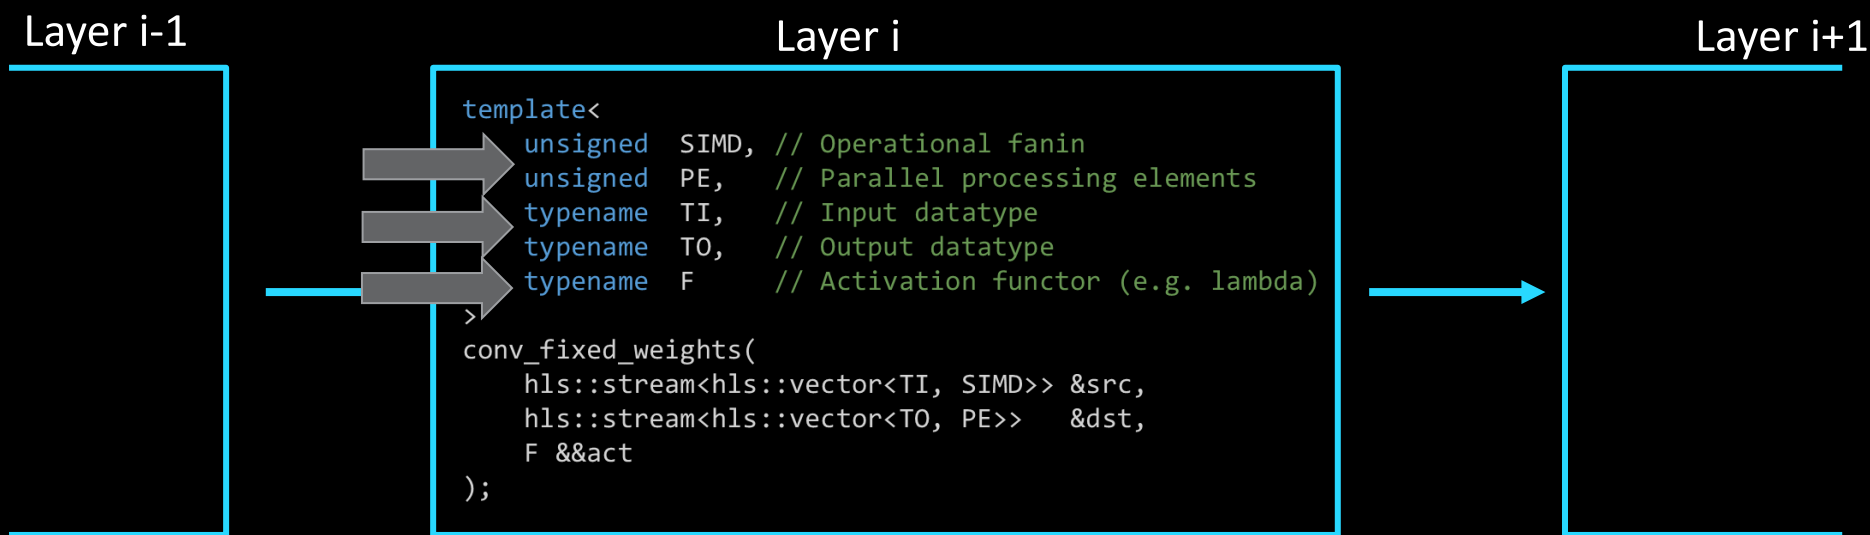 Layer i-1
Layer i
Layer i+1
template<
    unsigned  SIMD, // Operational fanin
    unsigned  PE,   // Parallel processing elements
    typename  TI,   // Input datatype
    typename  TO,   // Output datatype
    typename  F     // Activation functor (e.g. lambda)
>
conv_fixed_weights(
    hls::stream<hls::vector<TI, SIMD>> &src,
    hls::stream<hls::vector<TO, PE>>   &dst,
    F &&act
);